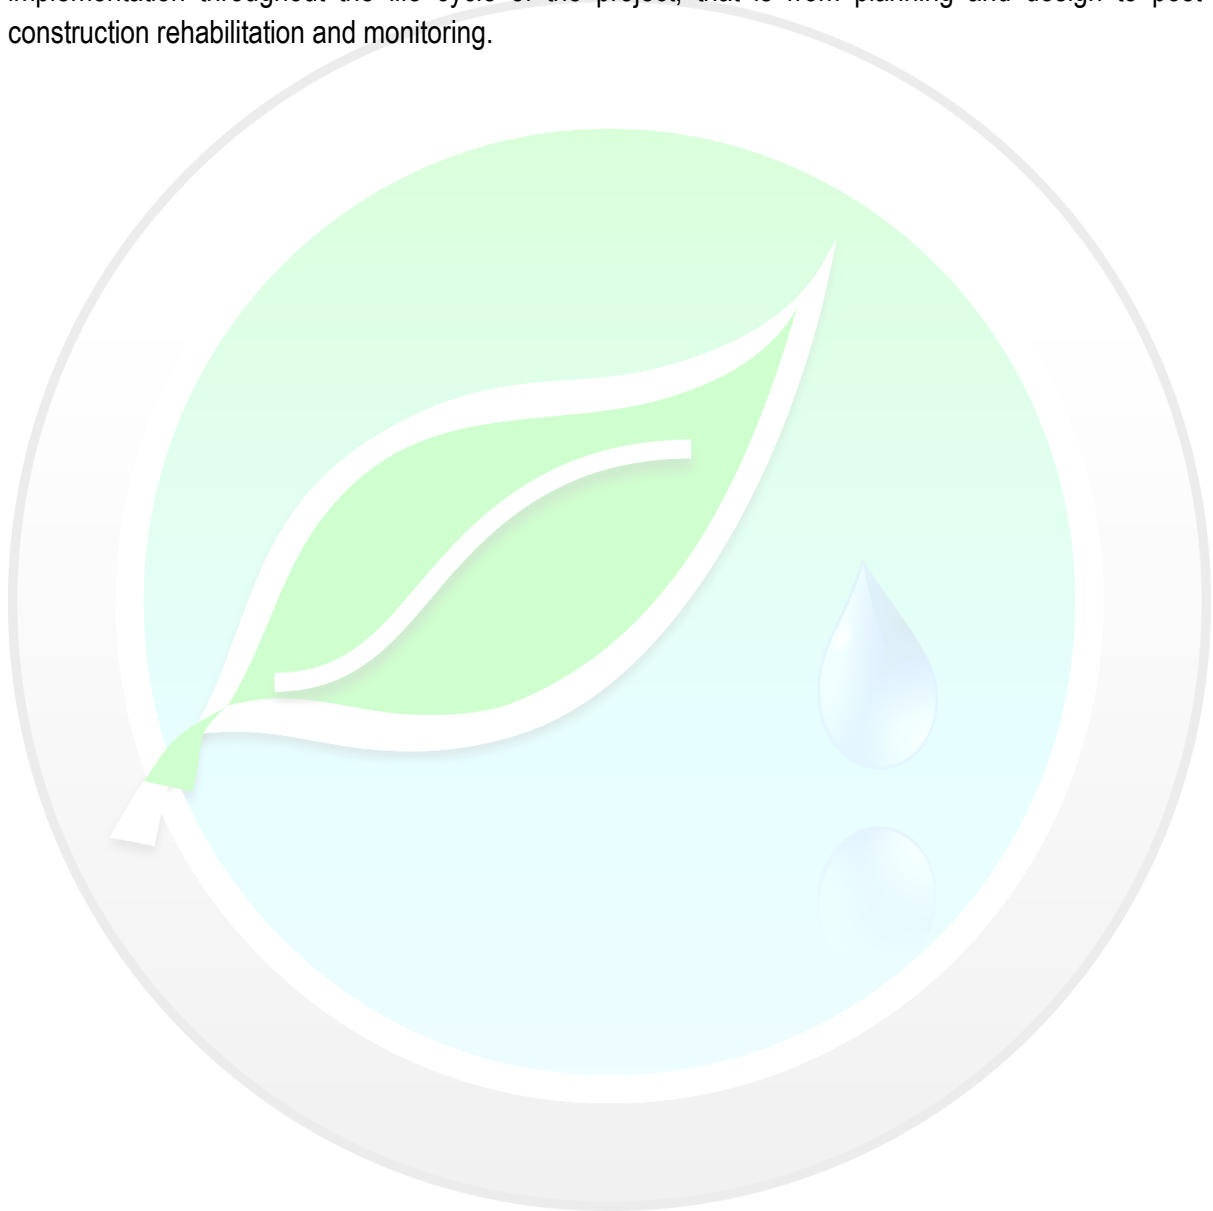 implementation throughout the life cycle of the project, that is from planning and design to post
construction rehabilitation and monitoring.